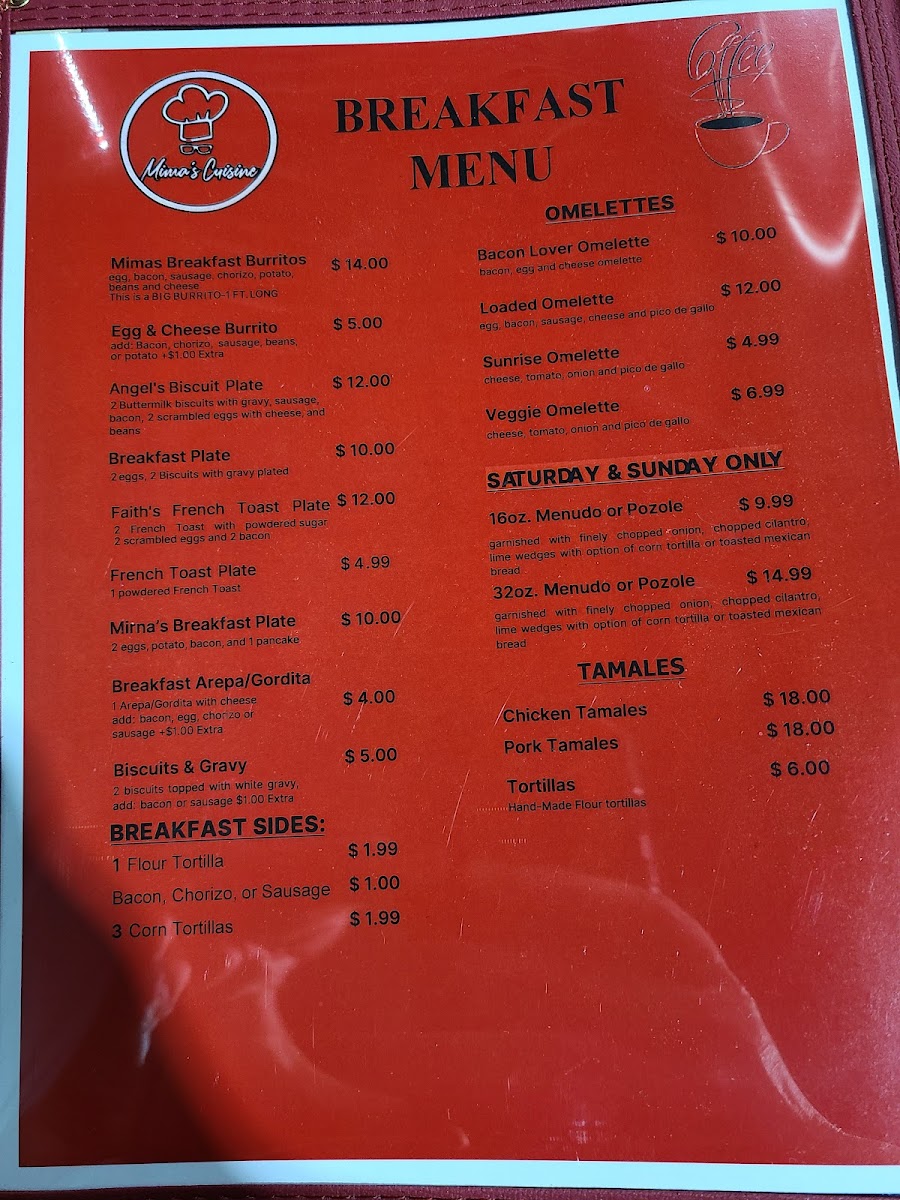 Coffee
Mima's Cuisine
BREAKFAST
MENU
Mimas Breakfast Burritos $ 14.00
egg, bacon, sausage, chorizo, potato,
beans and cheese
This is a BIG BURRITO-1 FT. LONG
Egg & Cheese Burrito $ 5.00
add: Bacon, chorizo, sausage, beans,
or potato +$1.00 Extra
Angel's Biscuit Plate $ 12.00
2 Buttermilk biscuits with gravy, sausage,
bacon, 2 scrambled eggs with cheese, and
beans
Breakfast Plate $ 10.00
2 eggs, 2 Biscuits with gravy plated
Faith's French Toast Plate $ 12.00
2 French Toast with powdered sugar
2 scrambled eggs and 2 bacon
French Toast Plate $ 4.99
1 powdered French Toast
Mirna's Breakfast Plate $ 10.00
2 eggs, potato, bacon, and 1 pancake
Breakfast Arepa/Gordita
1 Arepa/Gordita with cheese $ 4.00
add: bacon, egg, chorizo or
sausage +$1.00 Extra
Biscuits & Gravy $ 5.00
2 biscuits topped with white gravy,
add: bacon or sausage $1.00 Extra
BREAKFAST SIDES:
1 Flour Tortilla $ 1.99
Bacon, Chorizo, or Sausage $ 1.00
3 Corn Tortillas $ 1.99
OMELETTES
Bacon Lover Omelette $ 10.00
bacon, egg and cheese omelette
Loaded Omelette $ 12.00
egg, bacon, sausage, cheese and pico de gallo
Sunrise Omelette $ 4.99
cheese, tomato, onion and pico de gallo
Veggie Omelette $ 6.99
cheese, tomato, onion and pico de gallo
SATURDAY & SUNDAY ONLY
16oz. Menudo or Pozole $ 9.99
garnished with finely chopped onion, chopped cilantro,
lime wedges with option of corn tortilla or toasted mexican
bread
32oz. Menudo or Pozole $ 14.99
garnished with finely chopped onion, chopped cilantro,
lime wedges with option of corn tortilla or toasted mexican
bread
TAMALES
Chicken Tamales $ 18.00
Pork Tamales $ 18.00
Tortillas $ 6.00
Hand-Made Flour tortillas